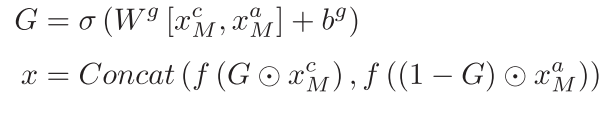 G = σ (W^g [x_M^c, x_M^a] + b^g)
x = Concat (f (G ⊙ x_M^c) , f ((1 − G) ⊙ x_M^a))